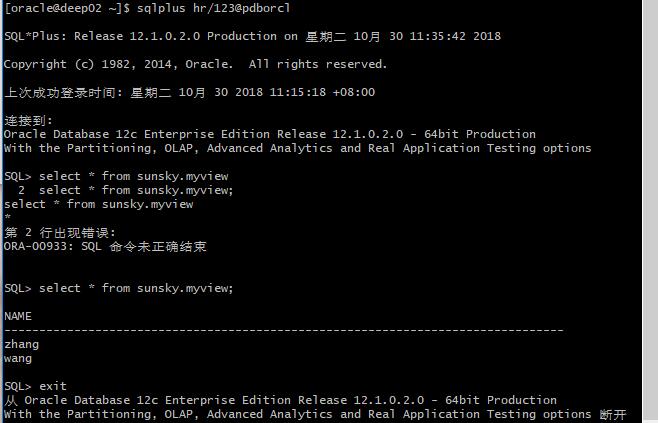 [oracle@deep02 ~]$ sqlplus hr/123@pdborcl
SQL*Plus: Release 12.1.0.2.0 Production on 星期二 10月 30 11:35:42 2018
Copyright (c) 1982, 2014, Oracle.  All rights reserved.
上次成功登录时间: 星期二 10月 30 2018 11:15:18 +08:00
连接到:
Oracle Database 12c Enterprise Edition Release 12.1.0.2.0 - 64bit Production
With the Partitioning, OLAP, Advanced Analytics and Real Application Testing options
SQL> select * from sunsky.myview
  2  select * from sunsky.myview;
select * from sunsky.myview
*
第 2 行出现错误:
ORA-00933: SQL 命令未正确结束
SQL> select * from sunsky.myview;
NAME
--------------------------------------------------------------------------------
zhang
wang
SQL> exit
从 Oracle Database 12c Enterprise Edition Release 12.1.0.2.0 - 64bit Production
With the Partitioning, OLAP, Advanced Analytics and Real Application Testing options 断开